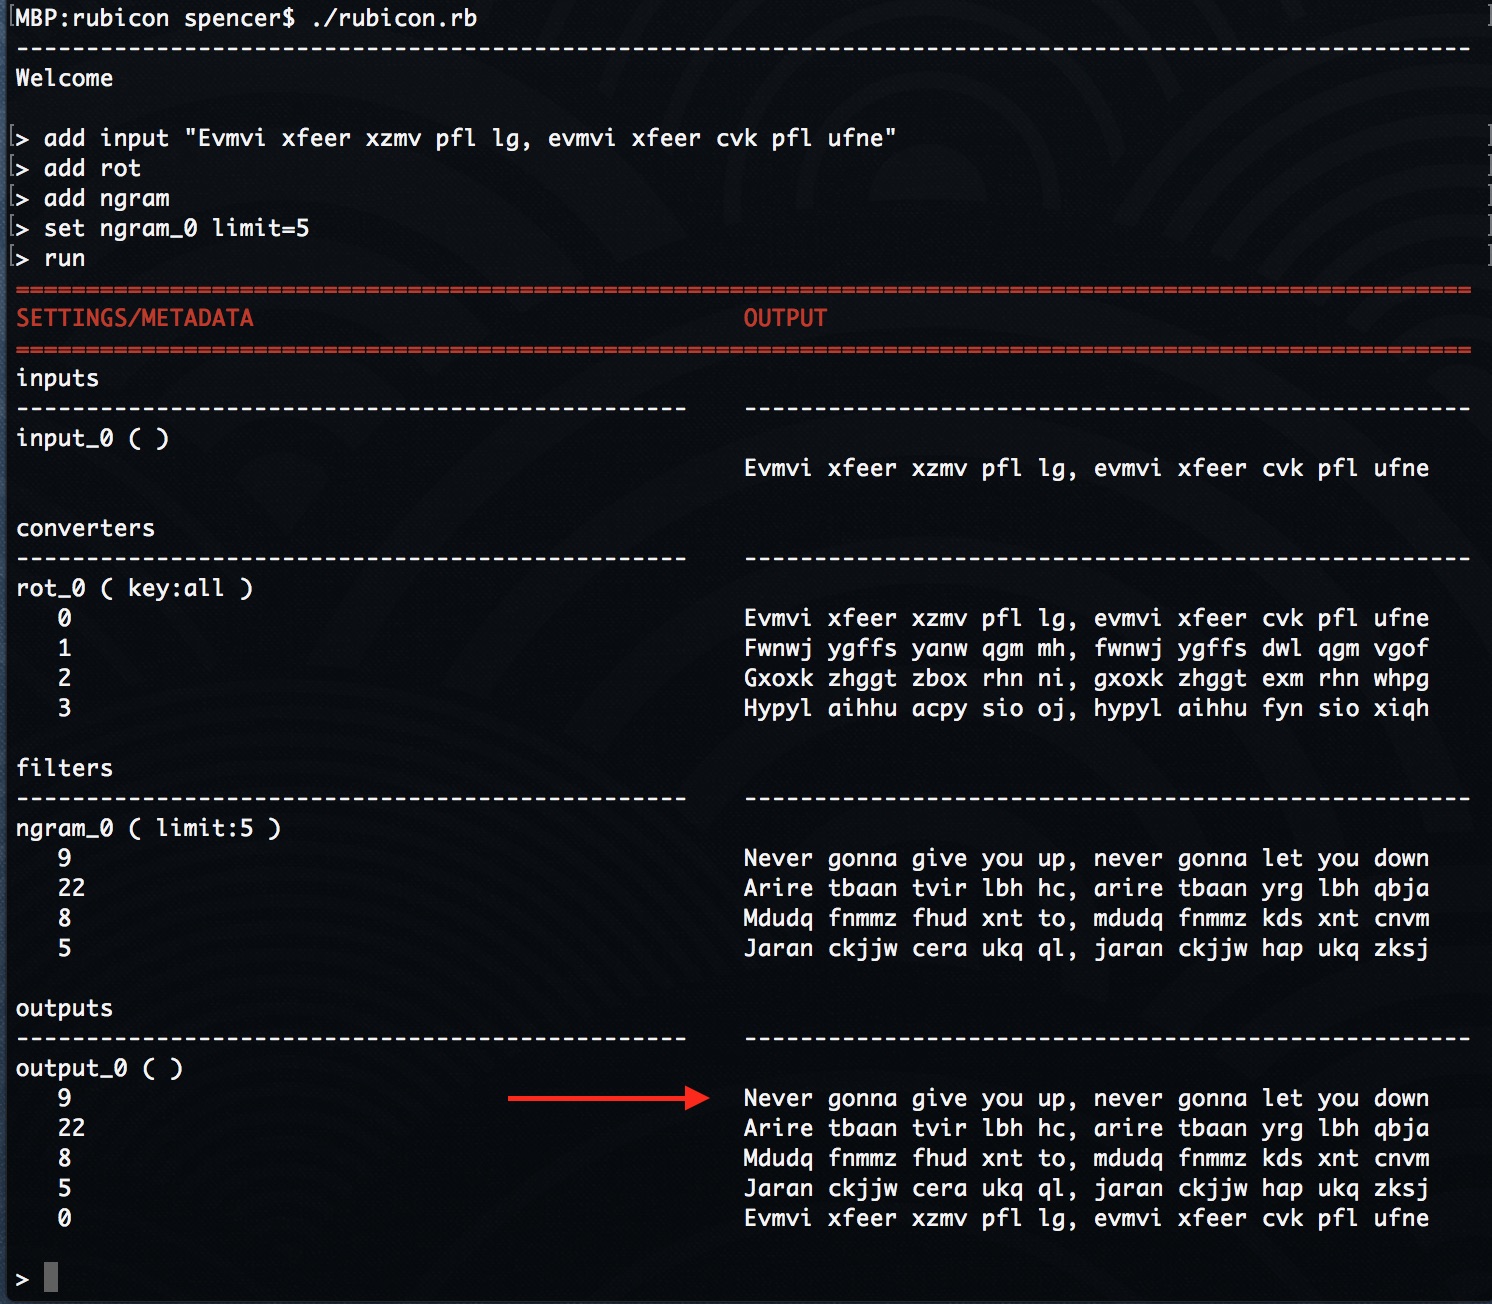 MBP:rubicon spencer$ ./rubicon.rb
--------------------------------------------------------------------------------------------------------
Welcome
> add input "Evmvi xfeer xzmv pfl lg, evmvi xfeer cvk pfl ufne"
> add rot
> add ngram
> set ngram_0 limit=5
> run
========================================================================================================
SETTINGS/METADATA OUTPUT
========================================================================================================
inputs
------------------------------------------------ ----------------------------------------------------
input_0 ( )
Evmvi xfeer xzmv pfl lg, evmvi xfeer cvk pfl ufne
converters
------------------------------------------------ ----------------------------------------------------
rot_0 ( key:all )
0 Evmvi xfeer xzmv pfl lg, evmvi xfeer cvk pfl ufne
1 Fwnwj ygffs yanw qgm mh, fwnwj ygffs dwl qgm vgof
2 Gxoxk zhggt zbox rhn ni, gxoxk zhggt exm rhn whpg
3 Hypyl aihhu acpy sio oj, hypyl aihhu fyn sio xiqh
filters
------------------------------------------------ ----------------------------------------------------
ngram_0 ( limit:5 )
9 Never gonna give you up, never gonna let you down
22 Arire tbaan tvir lbh hc, arire tbaan yrg lbh qbja
8 Mdudq fnmmz fhud xnt to, mdudq fnmmz kds xnt cnvm
5 Jaran ckjjw cera ukq ql, jaran ckjjw hap ukq zksj
outputs
------------------------------------------------ ----------------------------------------------------
output_0 ( )
9 Never gonna give you up, never gonna let you down
22 Arire tbaan tvir lbh hc, arire tbaan yrg lbh qbja
8 Mdudq fnmmz fhud xnt to, mdudq fnmmz kds xnt cnvm
5 Jaran ckjjw cera ukq ql, jaran ckjjw hap ukq zksj
0 Evmvi xfeer xzmv pfl lg, evmvi xfeer cvk pfl ufne
>